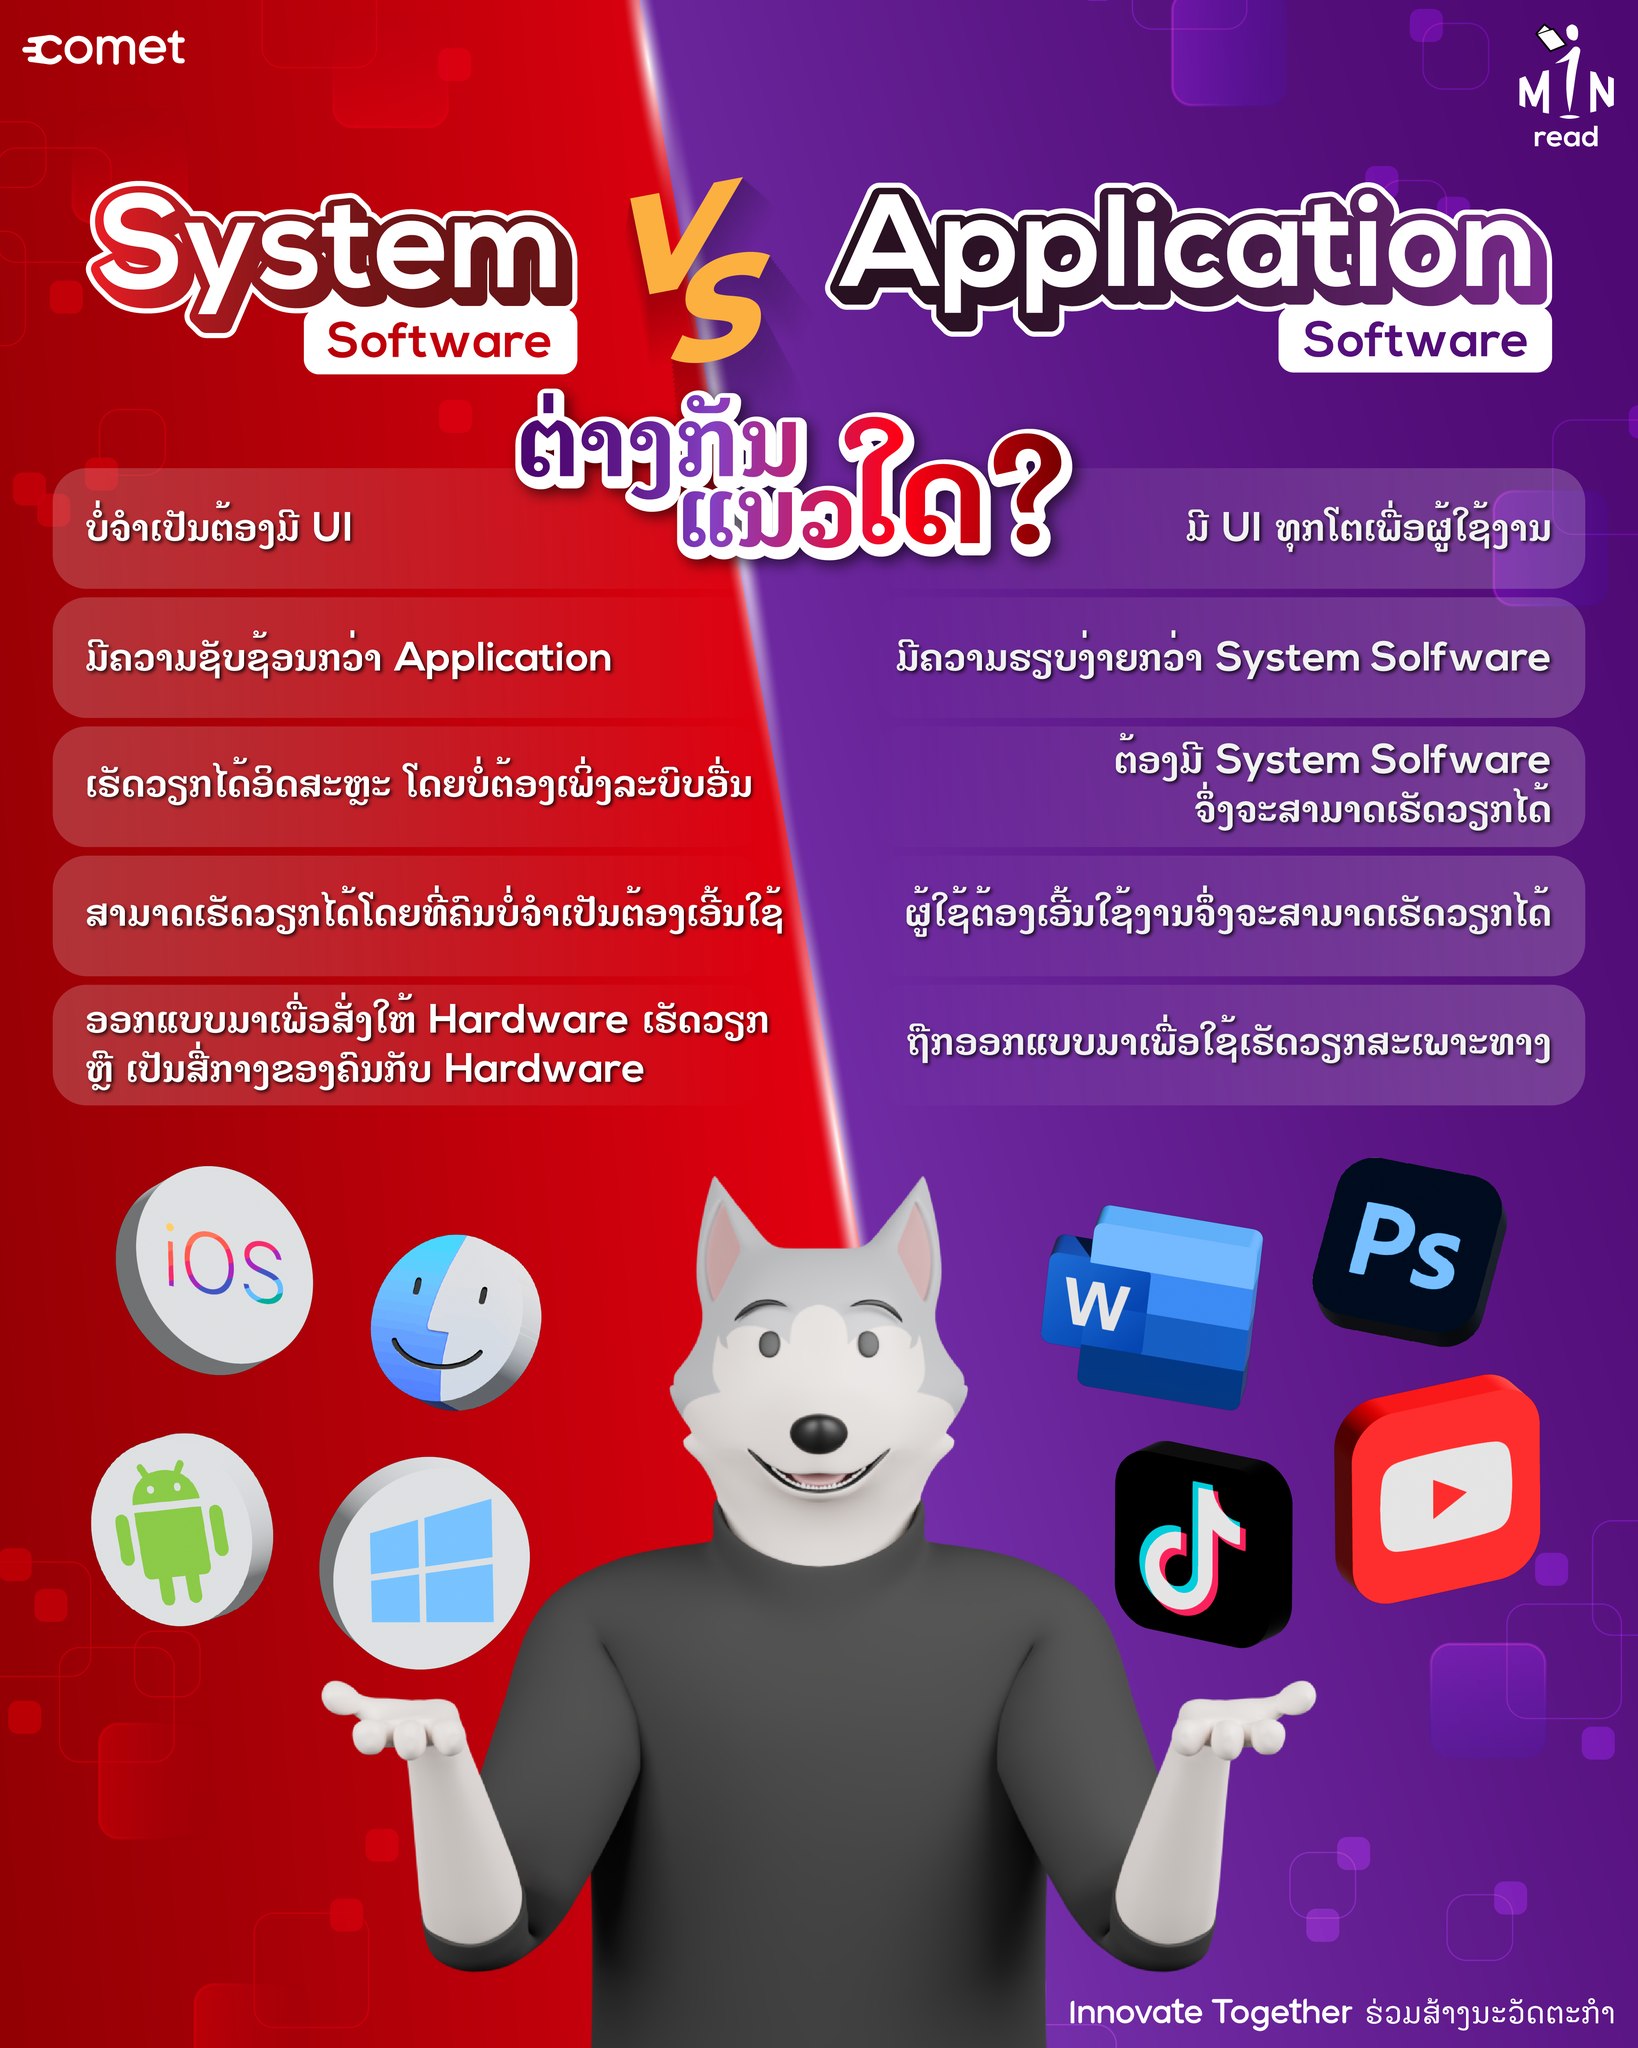 comet
1 MIN
read
System VS Application
Software
Software
ຕ່າງກັນ
ແນວໃດ?
ບໍ່ຈຳເປັນຕ້ອງມີ UI
ມີ UI ທຸກໂຕເພື່ອຜູ້ໃຊ້ງານ
ມີຄວາມຊັບຊ້ອນກວ່າ Application
ມີຄວາມຮຽບງ່າຍກວ່າ System Solfware
ເຮັດວຽກໄດ້ອິດສະຫຼະ ໂດຍບໍ່ຕ້ອງເພິ່ງລະບົບອື່ນ
ຕ້ອງມີ System Solfware
ຈຶ່ງຈະສາມາດເຮັດວຽກໄດ້
ສາມາດເຮັດວຽກໄດ້ໂດຍທີ່ຄົນບໍ່ຈຳເປັນຕ້ອງເອີ້ນໃຊ້
ຜູ້ໃຊ້ຕ້ອງເອີ້ນໃຊ້ງານຈຶ່ງຈະສາມາດເຮັດວຽກໄດ້
ອອກແບບມາເພື່ອສັ່ງໃຫ້ Hardware ເຮັດວຽກ
ຫຼື ເປັນສື່ກາງຂອງຄົນກັບ Hardware
ຖືກອອກແບບມາເພື່ອໃຊ້ເຮັດວຽກສະເພາະທາງ
iOS
W
Ps
Innovate Together ຮ່ວມສ້າງນະວັດຕະກຳ